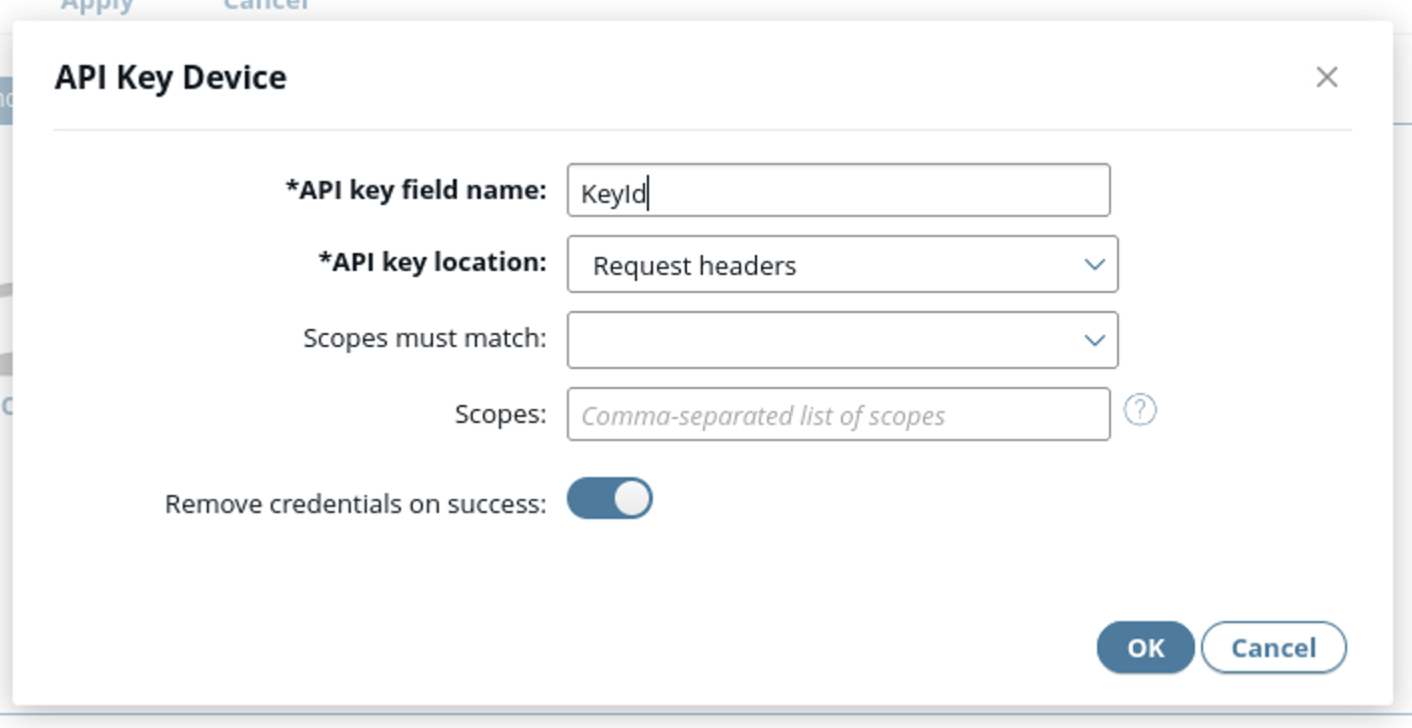 Apply Cancel
API Key Device
*API key field name: KeyId
*API key location: Request headers
Scopes must match:
Scopes: Comma-separated list of scopes ?
Remove credentials on success:
OK Cancel